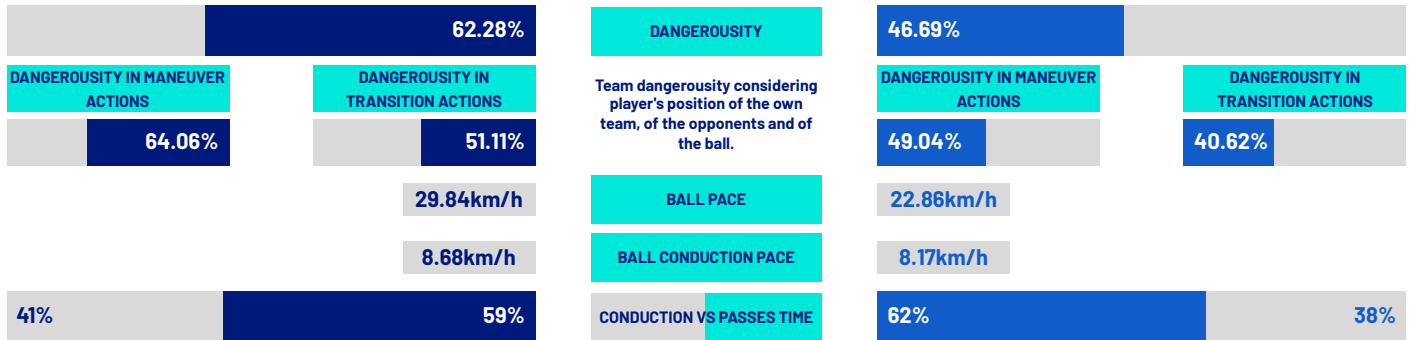 62.28%
DANGEROUSITY
46.69%
DANGEROUSITY IN MANEUVER
ACTIONS
DANGEROUSITY IN
TRANSITION ACTIONS
Team dangerousity considering
player's position of the own
team, of the opponents and of
the ball.
DANGEROUSITY IN MANEUVER
ACTIONS
DANGEROUSITY IN
TRANSITION ACTIONS
64.06%
51.11%
49.04%
40.62%
29.84km/h
BALL PACE
22.86km/h
8.68km/h
BALL CONDUCTION PACE
8.17km/h
41%
59%
CONDUCTION VS PASSES TIME
62%
38%